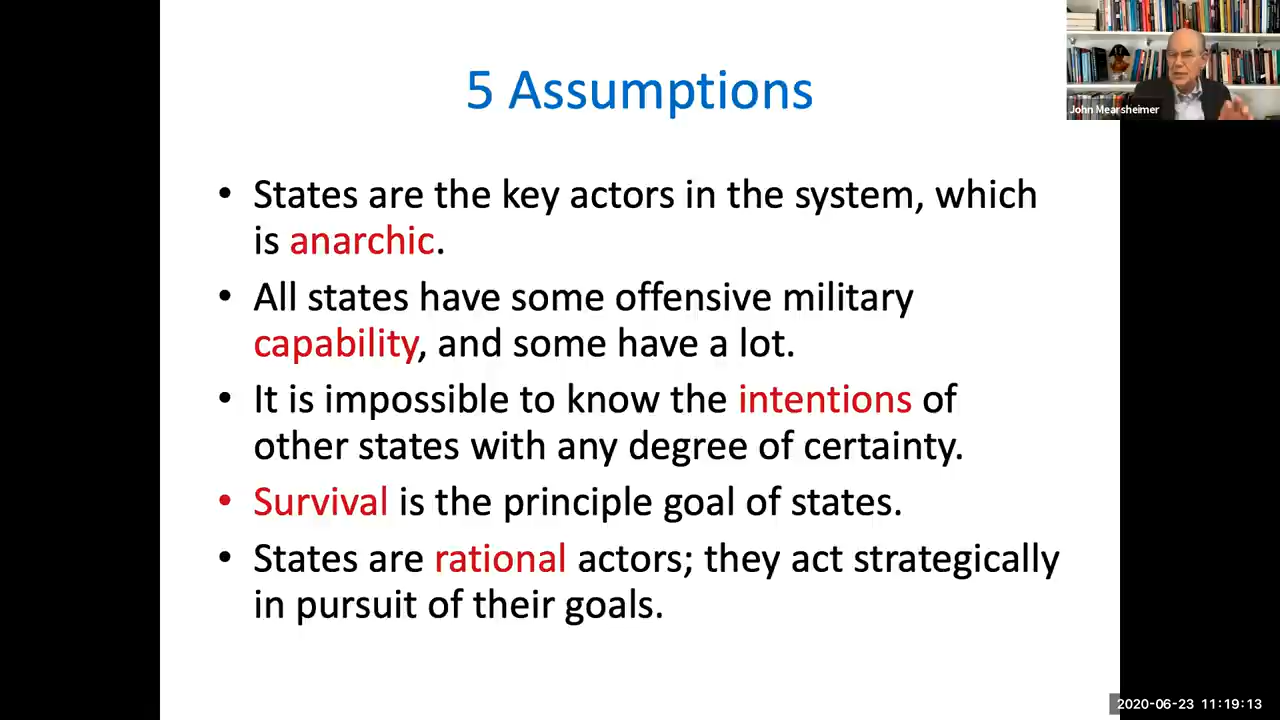 5 Assumptions
John Mearsheimer
• States are the key actors in the system, which
is anarchic.
• All states have some offensive military
capability, and some have a lot.
• It is impossible to know the intentions of
other states with any degree of certainty.
• Survival is the principle goal of states.
• States are rational actors; they act strategically
in pursuit of their goals.
2020-06-23 11:19:13